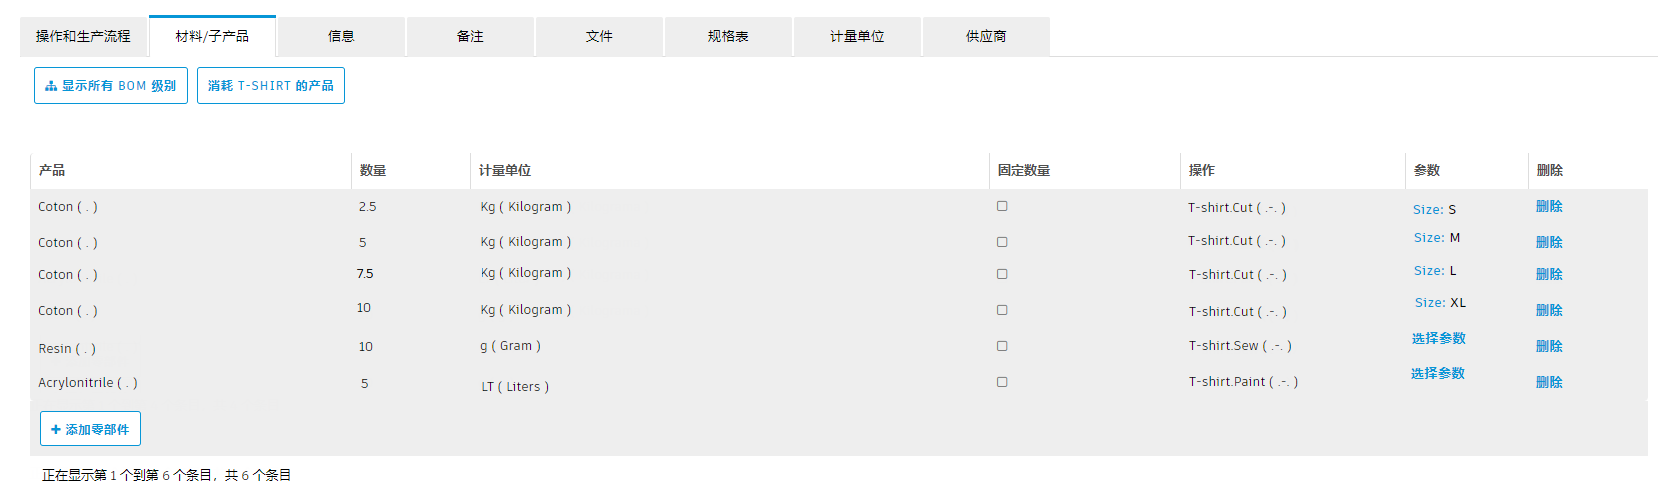 操作和生产流程 材料/子产品 信息 备注 文件 规格表 计量单位 供应商
显示所有 BOM 级别 消耗 T-SHIRT 的产品
产品 数量 计量单位 固定数量 操作 参数 删除
Coton ( . ) 2.5 Kg ( Kilogram ) T-shirt.Cut ( .-. ) Size: S 删除
Coton ( . ) 5 Kg ( Kilogram ) T-shirt.Cut ( .-. ) Size: M 删除
Coton ( . ) 7.5 Kg ( Kilogram ) T-shirt.Cut ( .-. ) Size: L 删除
Coton ( . ) 10 Kg ( Kilogram ) T-shirt.Cut ( .-. ) Size: XL 删除
Resin ( . ) 10 g ( Gram ) T-shirt.Sew ( .-. ) 选择参数 删除
Acrylonitrile ( . ) 5 LT ( Liters ) T-shirt.Paint ( .-. ) 选择参数 删除
+ 添加零部件
正在显示第 1 个到第 6 个条目，共 6 个条目